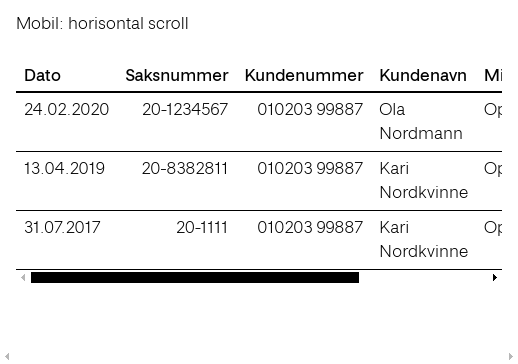 Mobil: horisontal scroll
Dato Saksnummer Kundenummer Kundenavn Mi
24.02.2020 20-1234567 010203 99887 Ola Nordmann Op
13.04.2019 20-8382811 010203 99887 Kari Nordkvinne Op
31.07.2017 20-1111 010203 99887 Kari Nordkvinne Op